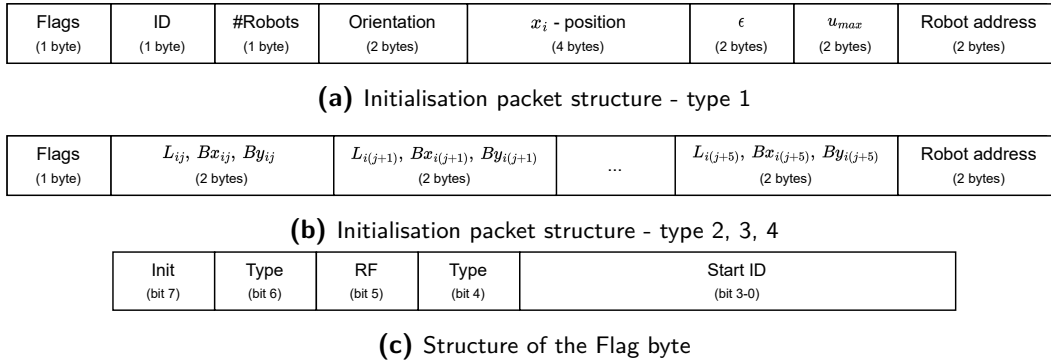 Flags ID #Robots Orientation x_i - position ϵ u_max Robot address
(1 byte) (1 byte) (1 byte) (2 bytes) (4 bytes) (2 bytes) (2 bytes) (2 bytes)
(a) Initialisation packet structure - type 1
Flags L_ij, Bx_ij, By_ij L_i(j+1), Bx_i(j+1), By_i(j+1) ... L_i(j+5), Bx_i(j+5), By_i(j+5) Robot address
(1 byte) (2 bytes) (2 bytes) (2 bytes) (2 bytes)
(b) Initialisation packet structure - type 2, 3, 4
Init Type RF Type Start ID
(bit 7) (bit 6) (bit 5) (bit 4) (bit 3-0)
(c) Structure of the Flag byte